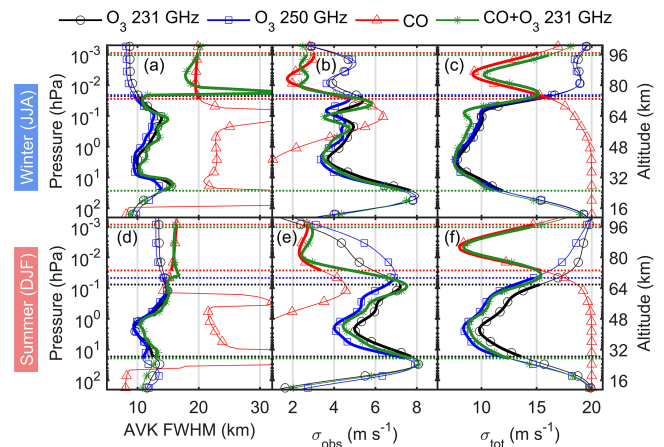 O3 231 GHz O3 250 GHz CO CO+O3 231 GHz
(a) (b) (c)
Winter (JJA)
Pressure (hPa)
10-3
10-2
10-1
100
101
102
96
80
64
48
32
16
Altitude (km)
(d) (e) (f)
Summer (DJF)
Pressure (hPa)
10-3
10-2
10-1
100
101
102
96
80
64
48
32
16
Altitude (km)
10 20 30 2 4 6 8 10 15 20
AVK FWHM (km) σobs (m s-1) σtot (m s-1)